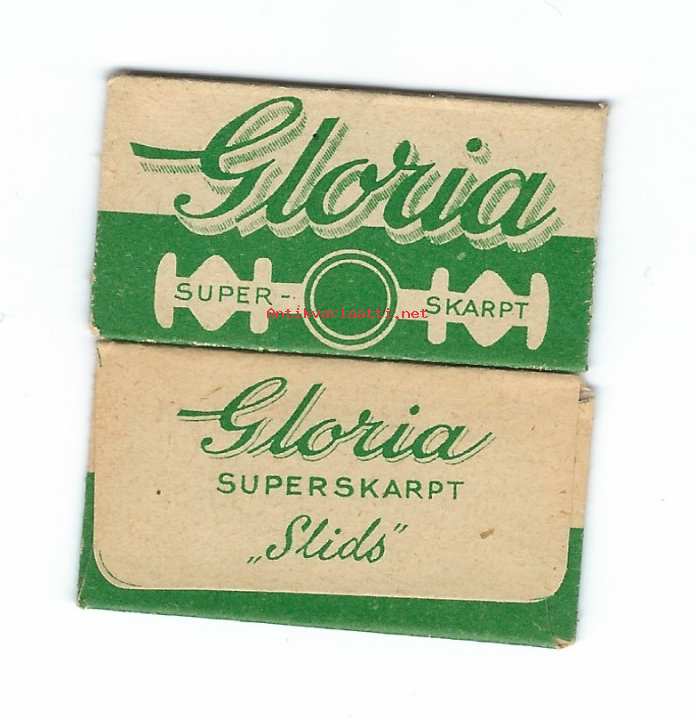 Gloria
SUPER- SKARPT
Antikvariaatti.net
Gloria
SUPERSKARPT
„Slids"